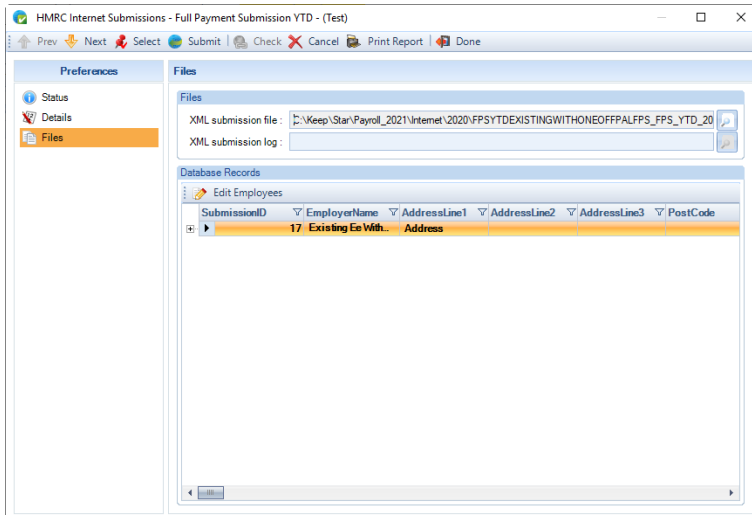 HMRC Internet Submissions - Full Payment Submission YTD - (Test)
Prev Next Select Submit Check Cancel Print Report Done
Preferences
Files
Status
Details
Files
Files
XML submission file : C:\Keep\Star\Payroll_2021\Internet\2020\FPSYTDEXISTINGWITHONEOFFPALFPS_FPS_YTD_20
XML submission log :
Database Records
Edit Employees
SubmissionID EmployerName AddressLine1 AddressLine2 AddressLine3 PostCode
17 Existing Ee With... Address